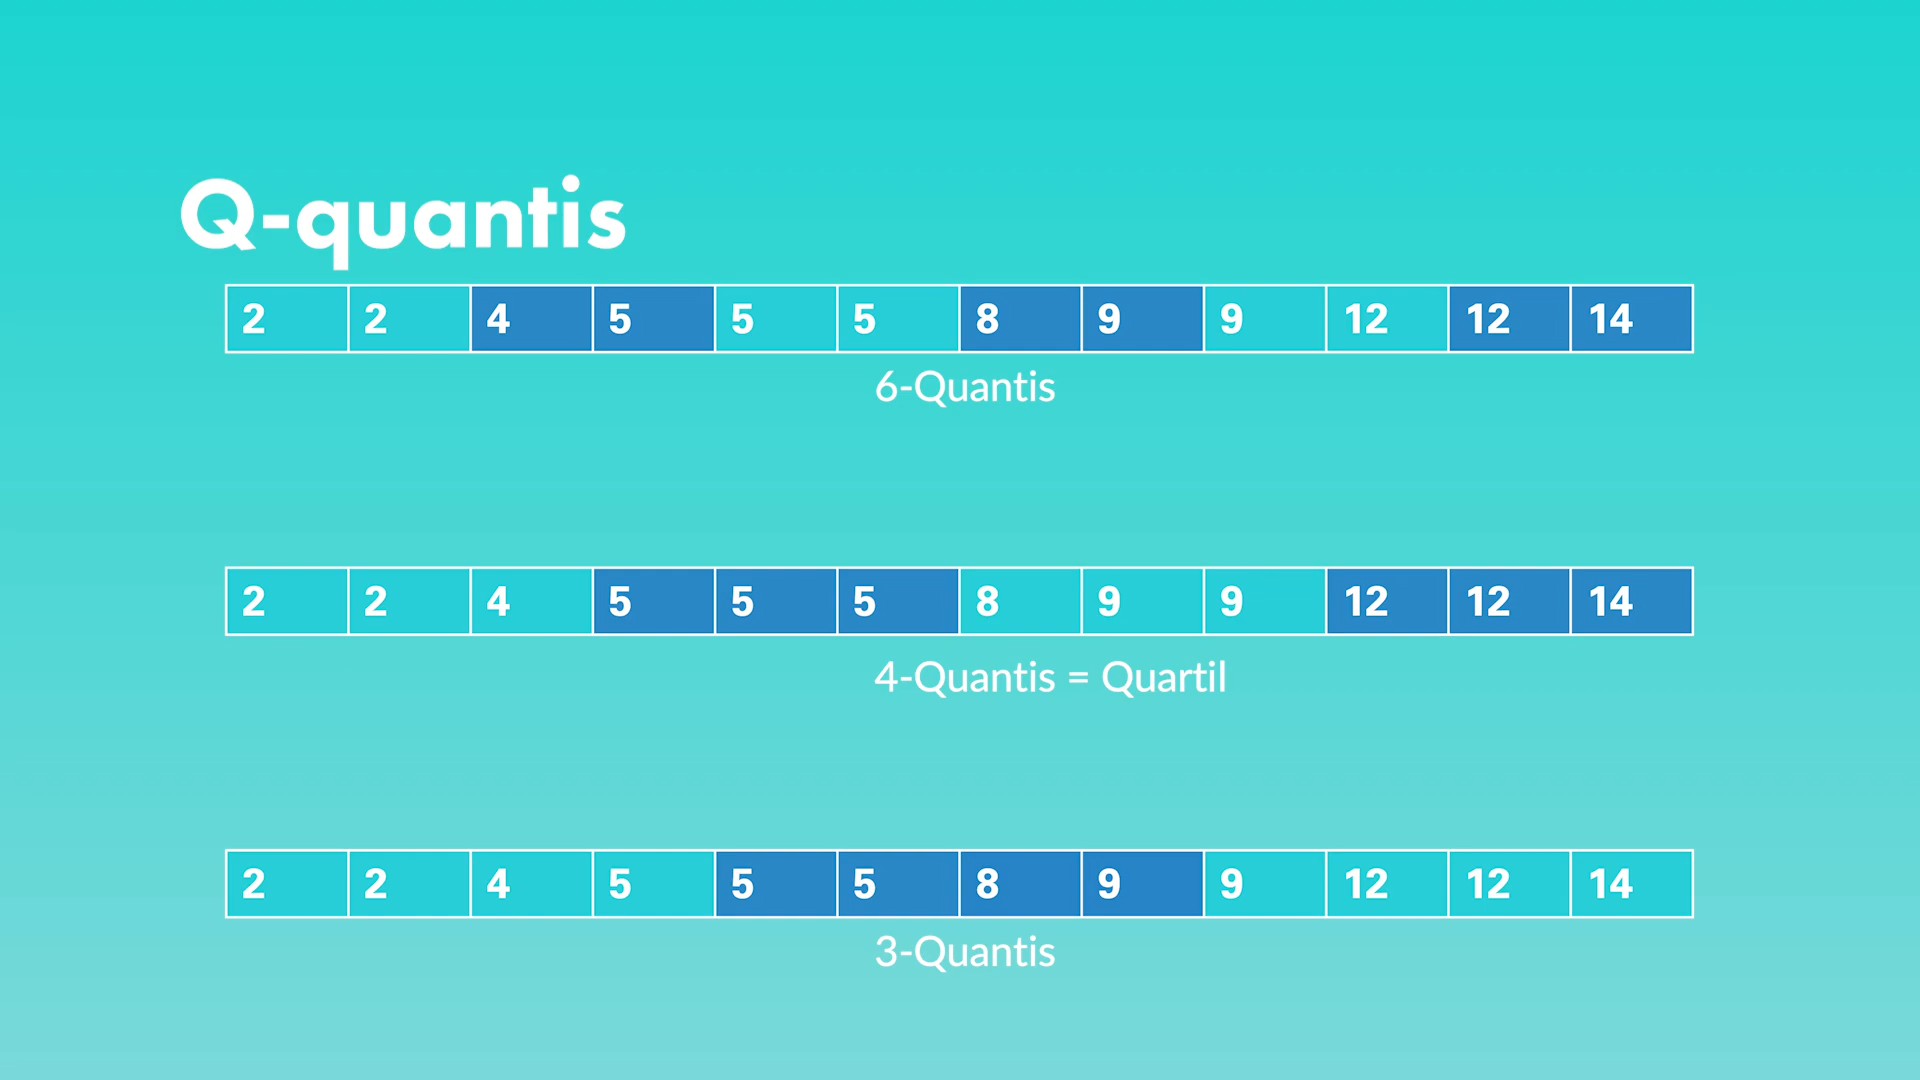 Q-quantis
2 2 4 5 5 5 8 9 9 12 12 14
6-Quantis
2 2 4 5 5 5 8 9 9 12 12 14
4-Quantis = Quartil
2 2 4 5 5 5 8 9 9 12 12 14
3-Quantis